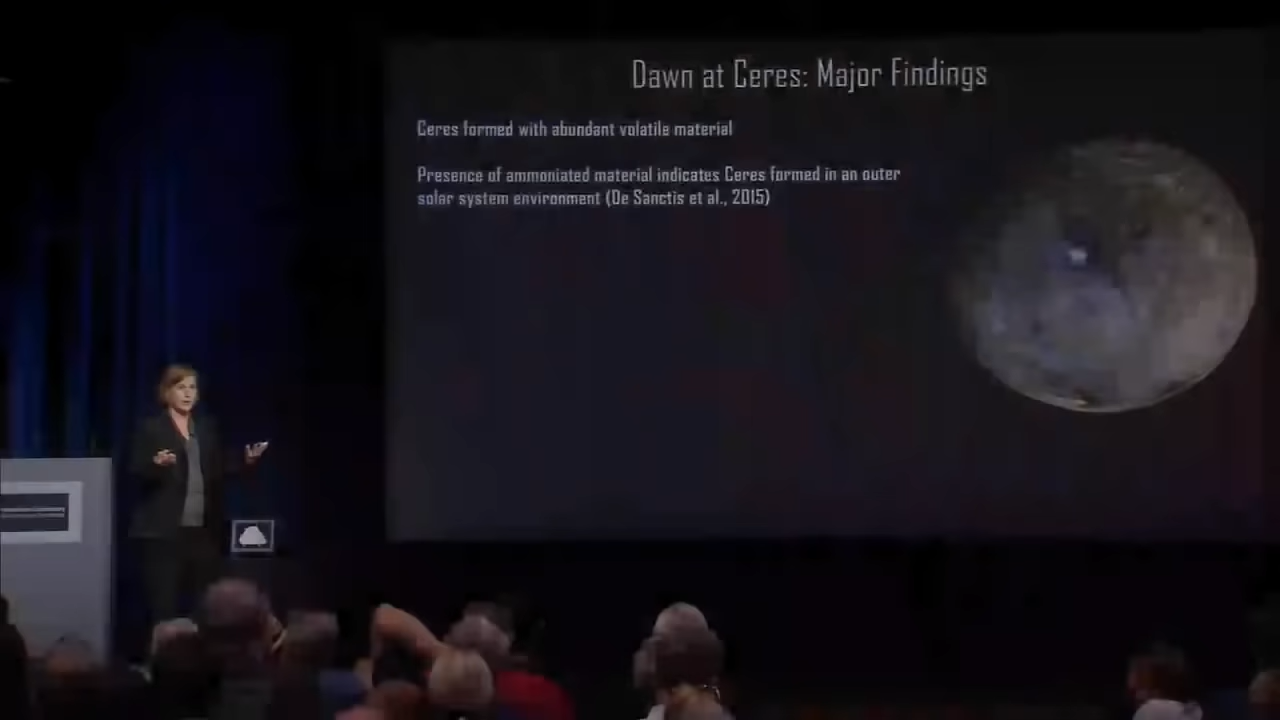 Dawn at Ceres: Major Findings
Ceres formed with abundant volatile material
Presence of ammoniated material indicates Ceres formed in an outer
solar system environment (De Sanctis et al., 2015)